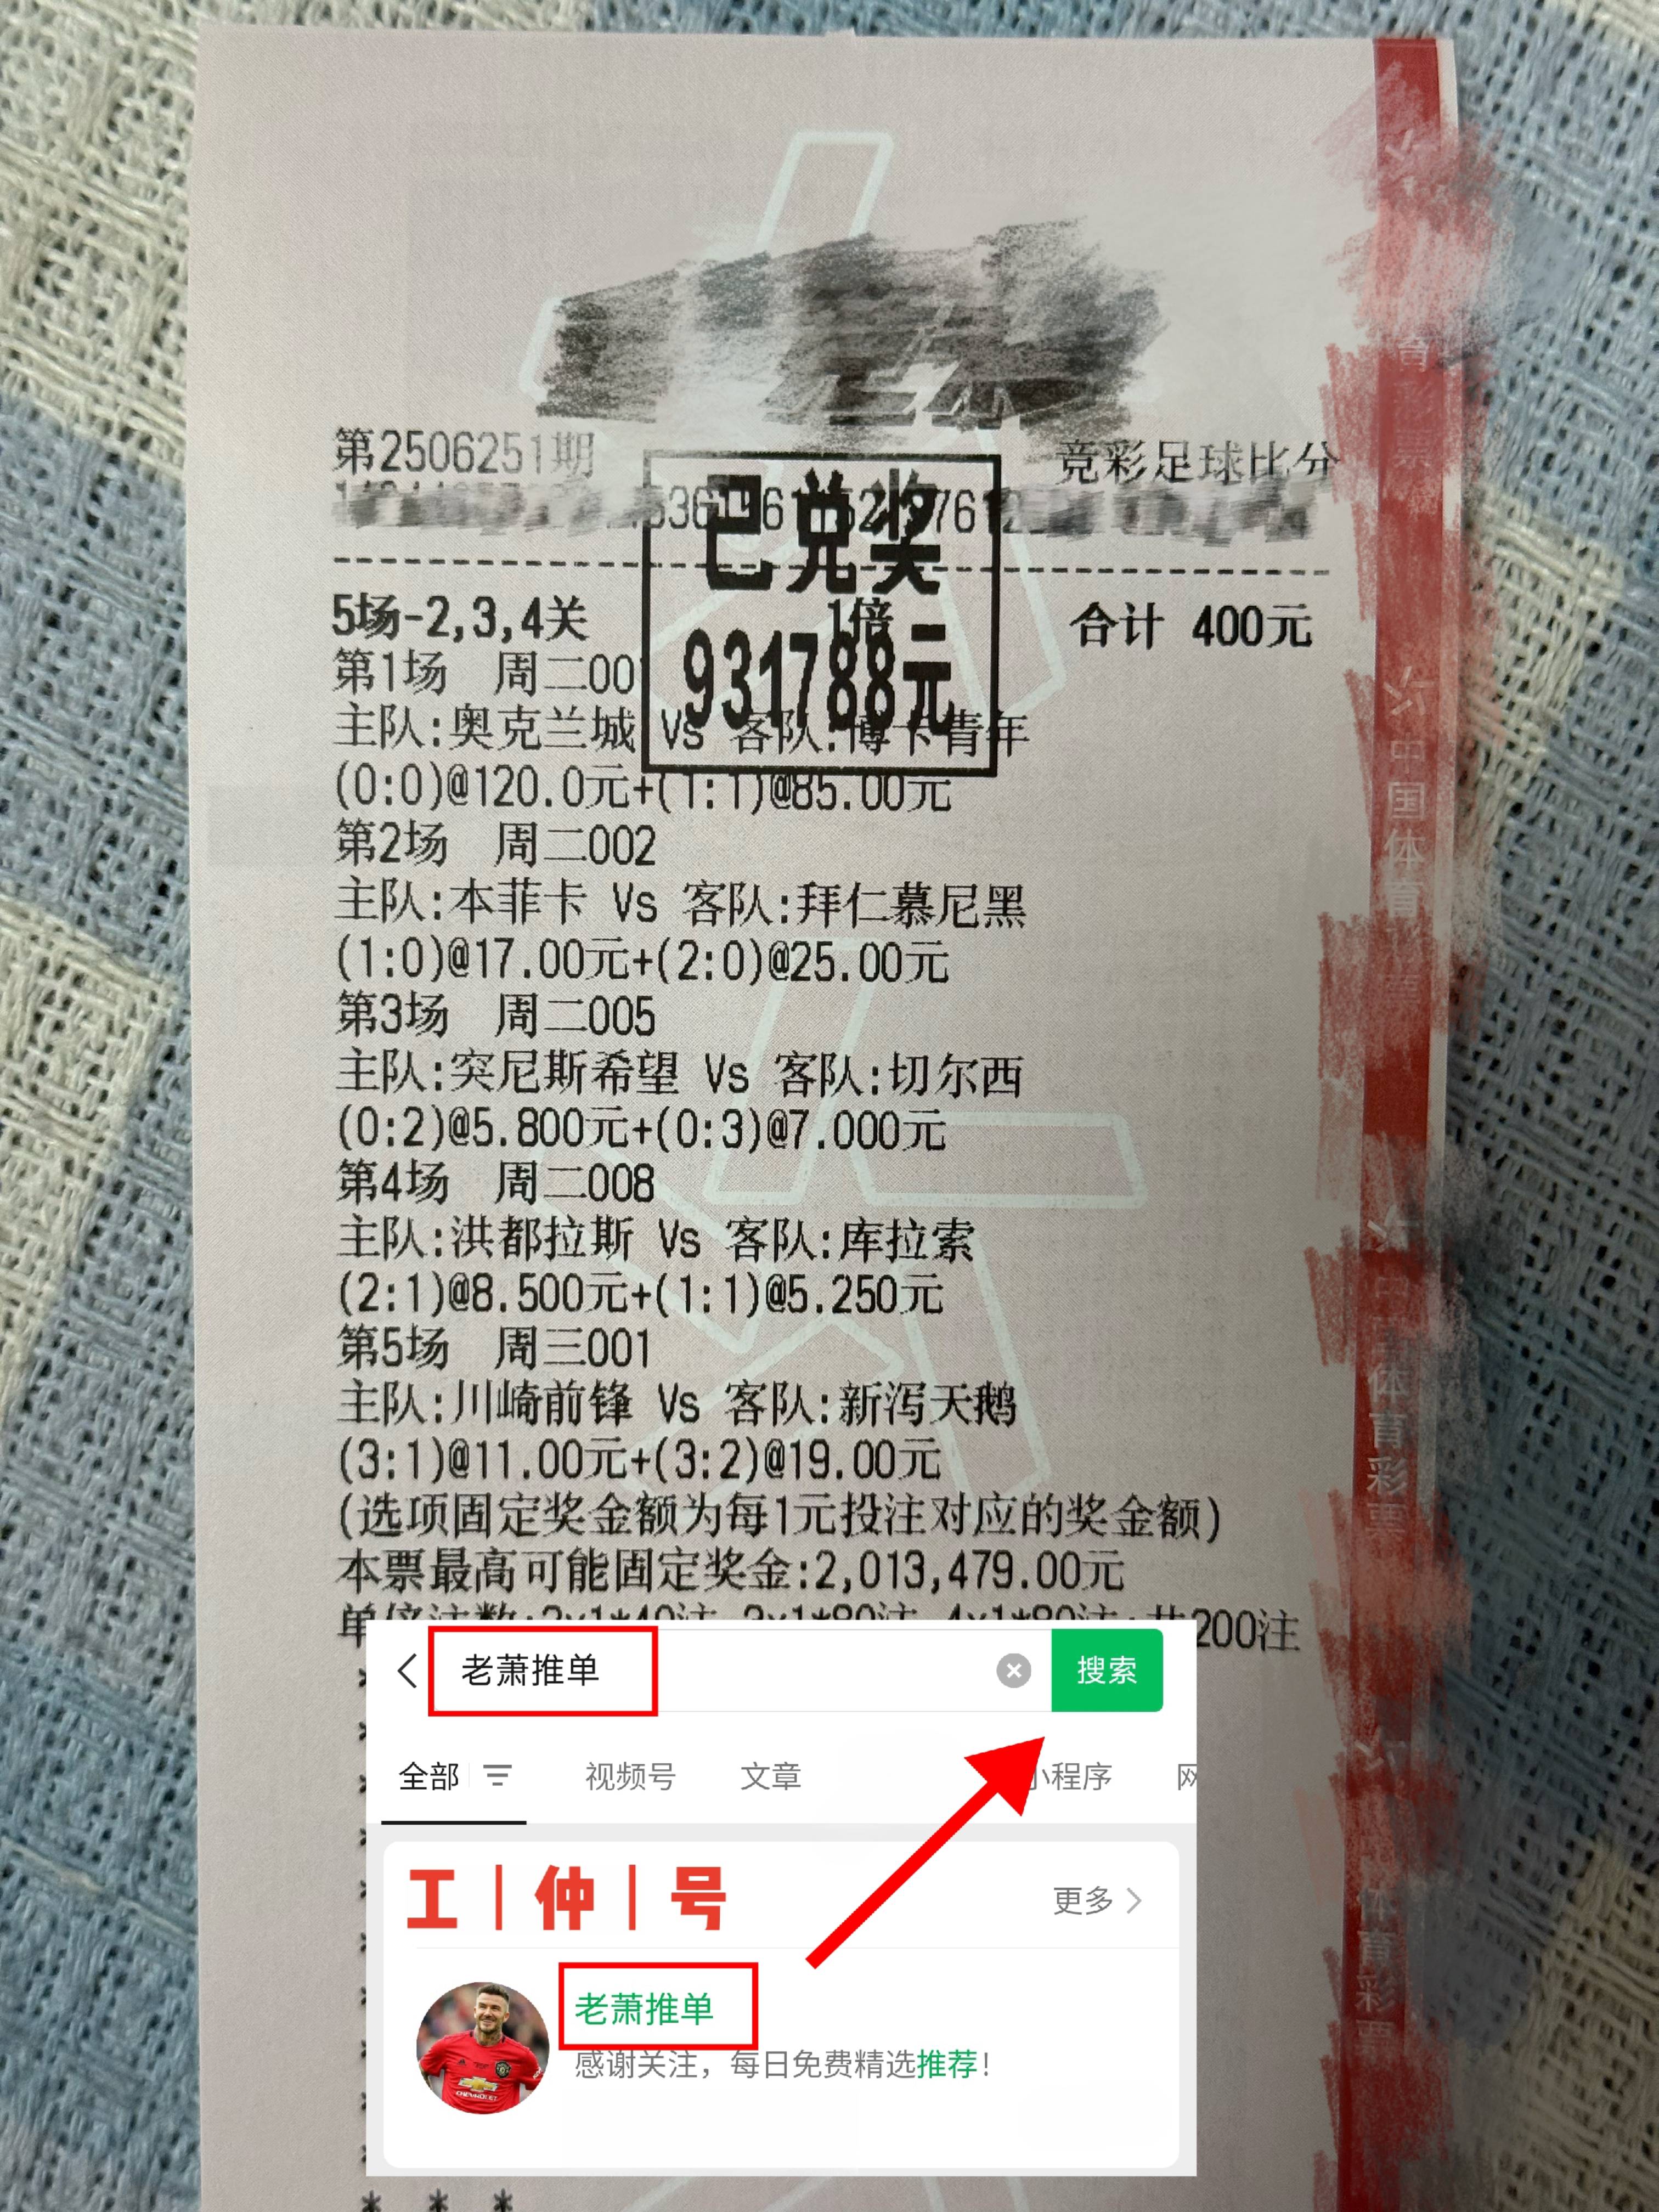 第2506251期
竞彩足球比分
已兑奖
931788元
5场-2,3,4关
1倍
合计 400元
第1场 周二00
主队:奥克兰城 Vs 客队:博卡青年
(0:0)@120.0元+(1:1)@85.00元
第2场 周二002
主队:本菲卡 Vs 客队:拜仁慕尼黑
(1:0)@17.00元+(2:0)@25.00元
第3场 周二005
主队:突尼斯希望 Vs 客队:切尔西
(0:2)@5.800元+(0:3)@7.000元
第4场 周二008
主队:洪都拉斯 Vs 客队:库拉索
(2:1)@8.500元+(1:1)@5.250元
第5场 周三001
主队:川崎前锋 Vs 客队:新泻天鹅
(3:1)@11.00元+(3:2)@19.00元
(选项固定奖金额为每1元投注对应的奖金额)
本票最高可能固定奖金:2,013,479.00元
200注
老萧推单
搜索
全部
视频号
文章
小程序
网
工|仲|号
更多
老萧推单
感谢关注，每日免费精选推荐！
* * *
中国体育
体育彩票
体育彩票